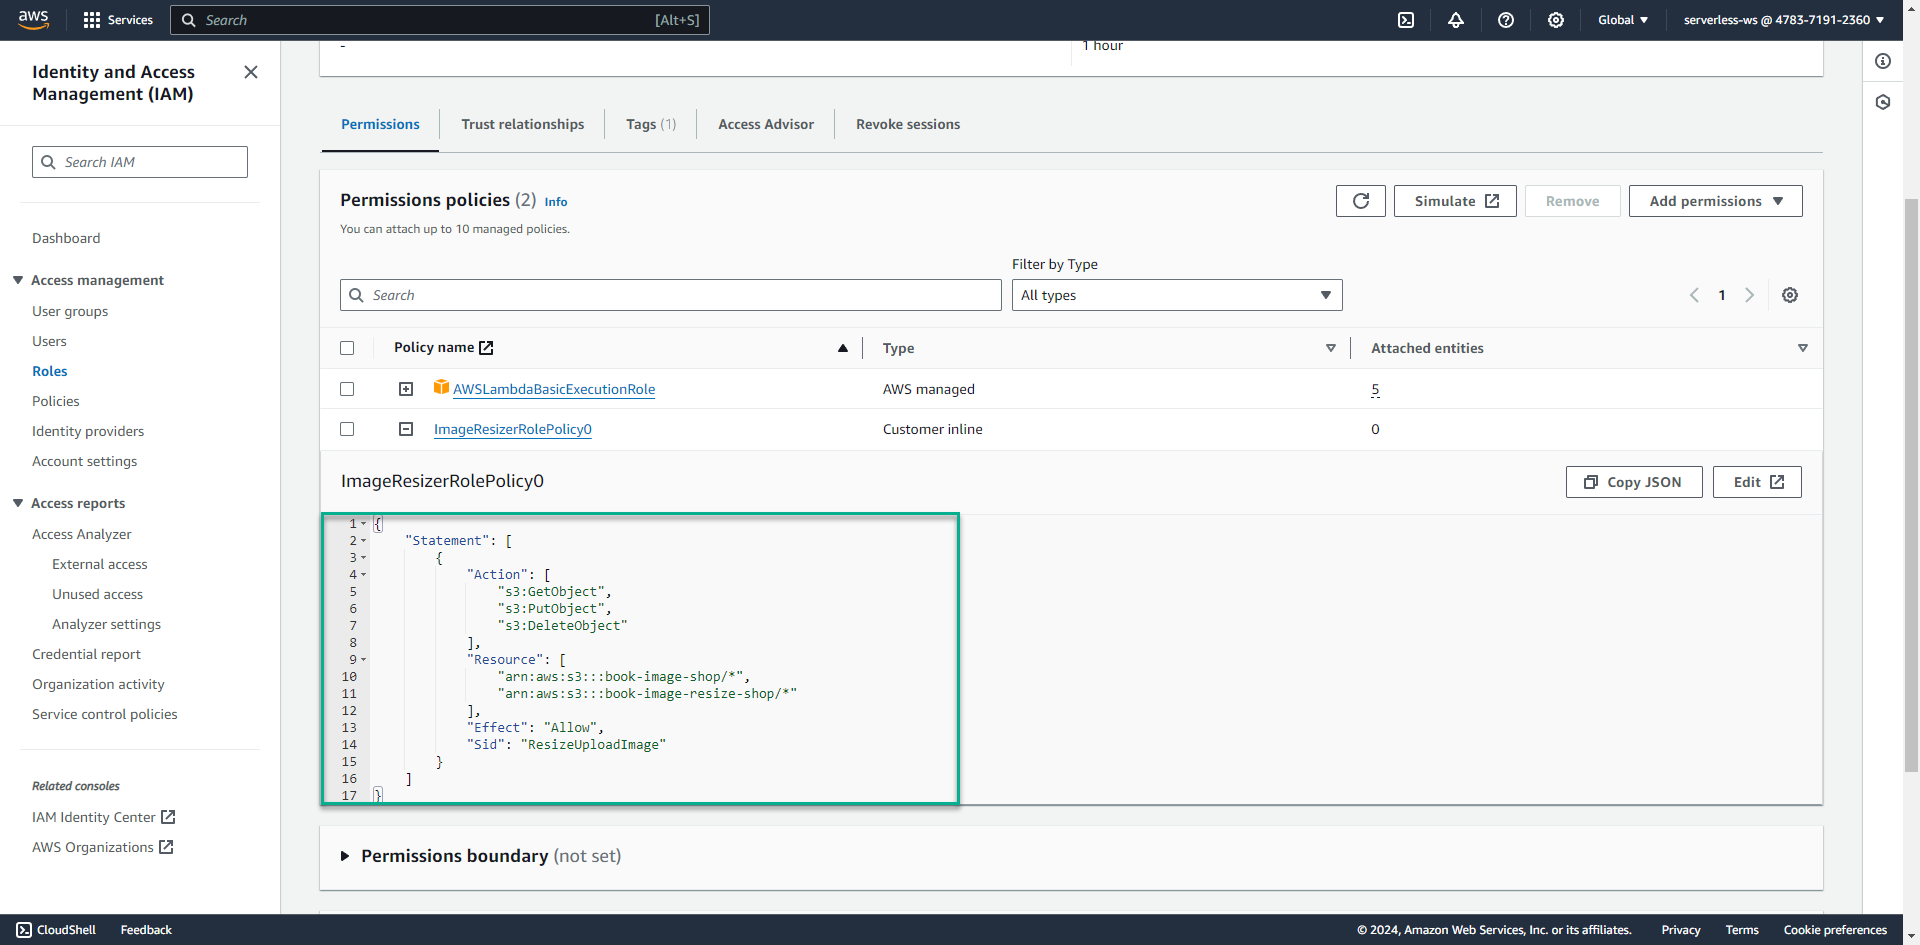 aws
Services
Search
[Alt+S]
Global
serverless-ws @ 4783-7191-2360
Identity and Access
Management (IAM)
Search IAM
Dashboard
Access management
User groups
Users
Roles
Policies
Identity providers
Account settings
Access reports
Access Analyzer
External access
Unused access
Analyzer settings
Credential report
Organization activity
Service control policies
Related consoles
IAM Identity Center
AWS Organizations
-
1 hour
Permissions
Trust relationships
Tags (1)
Access Advisor
Revoke sessions
Permissions policies (2) Info
You can attach up to 10 managed policies.
Simulate
Remove
Add permissions
Filter by Type
Search
All types
1
Policy name
Type
Attached entities
AWSLambdaBasicExecutionRole
AWS managed
5
ImageResizerRolePolicy0
Customer inline
0
ImageResizerRolePolicy0
Copy JSON
Edit
1 {
2 "Statement": [
3 {
4 "Action": [
5 "s3:GetObject",
6 "s3:PutObject",
7 "s3:DeleteObject"
8 ],
9 "Resource": [
10 "arn:aws:s3:::book-image-shop/*",
11 "arn:aws:s3:::book-image-resize-shop/*"
12 ],
13 "Effect": "Allow",
14 "Sid": "ResizeUploadImage"
15 }
16 ]
17 }
Permissions boundary (not set)
CloudShell
Feedback
© 2024, Amazon Web Services, Inc. or its affiliates.
Privacy
Terms
Cookie preferences